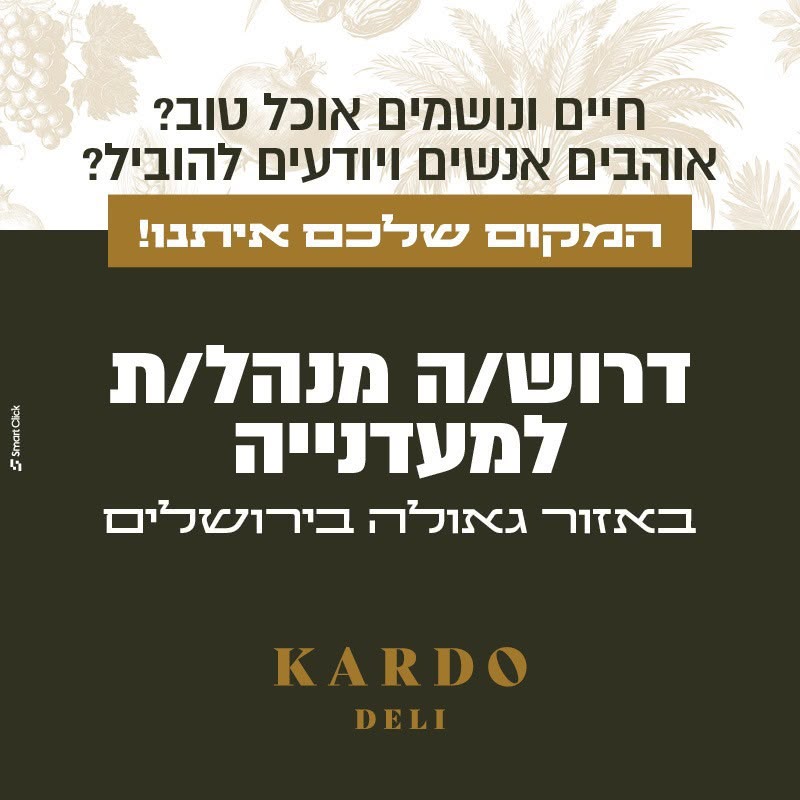 חיים ונושמים אוכל טוב?
אוהבים אנשים ויודעים להוביל?
המקום שלכם איתנו!
דרוש/ה מנהל/ת
למעדנייה
באזור גאולה בירושלים
Smart Click
KARDO
DELI